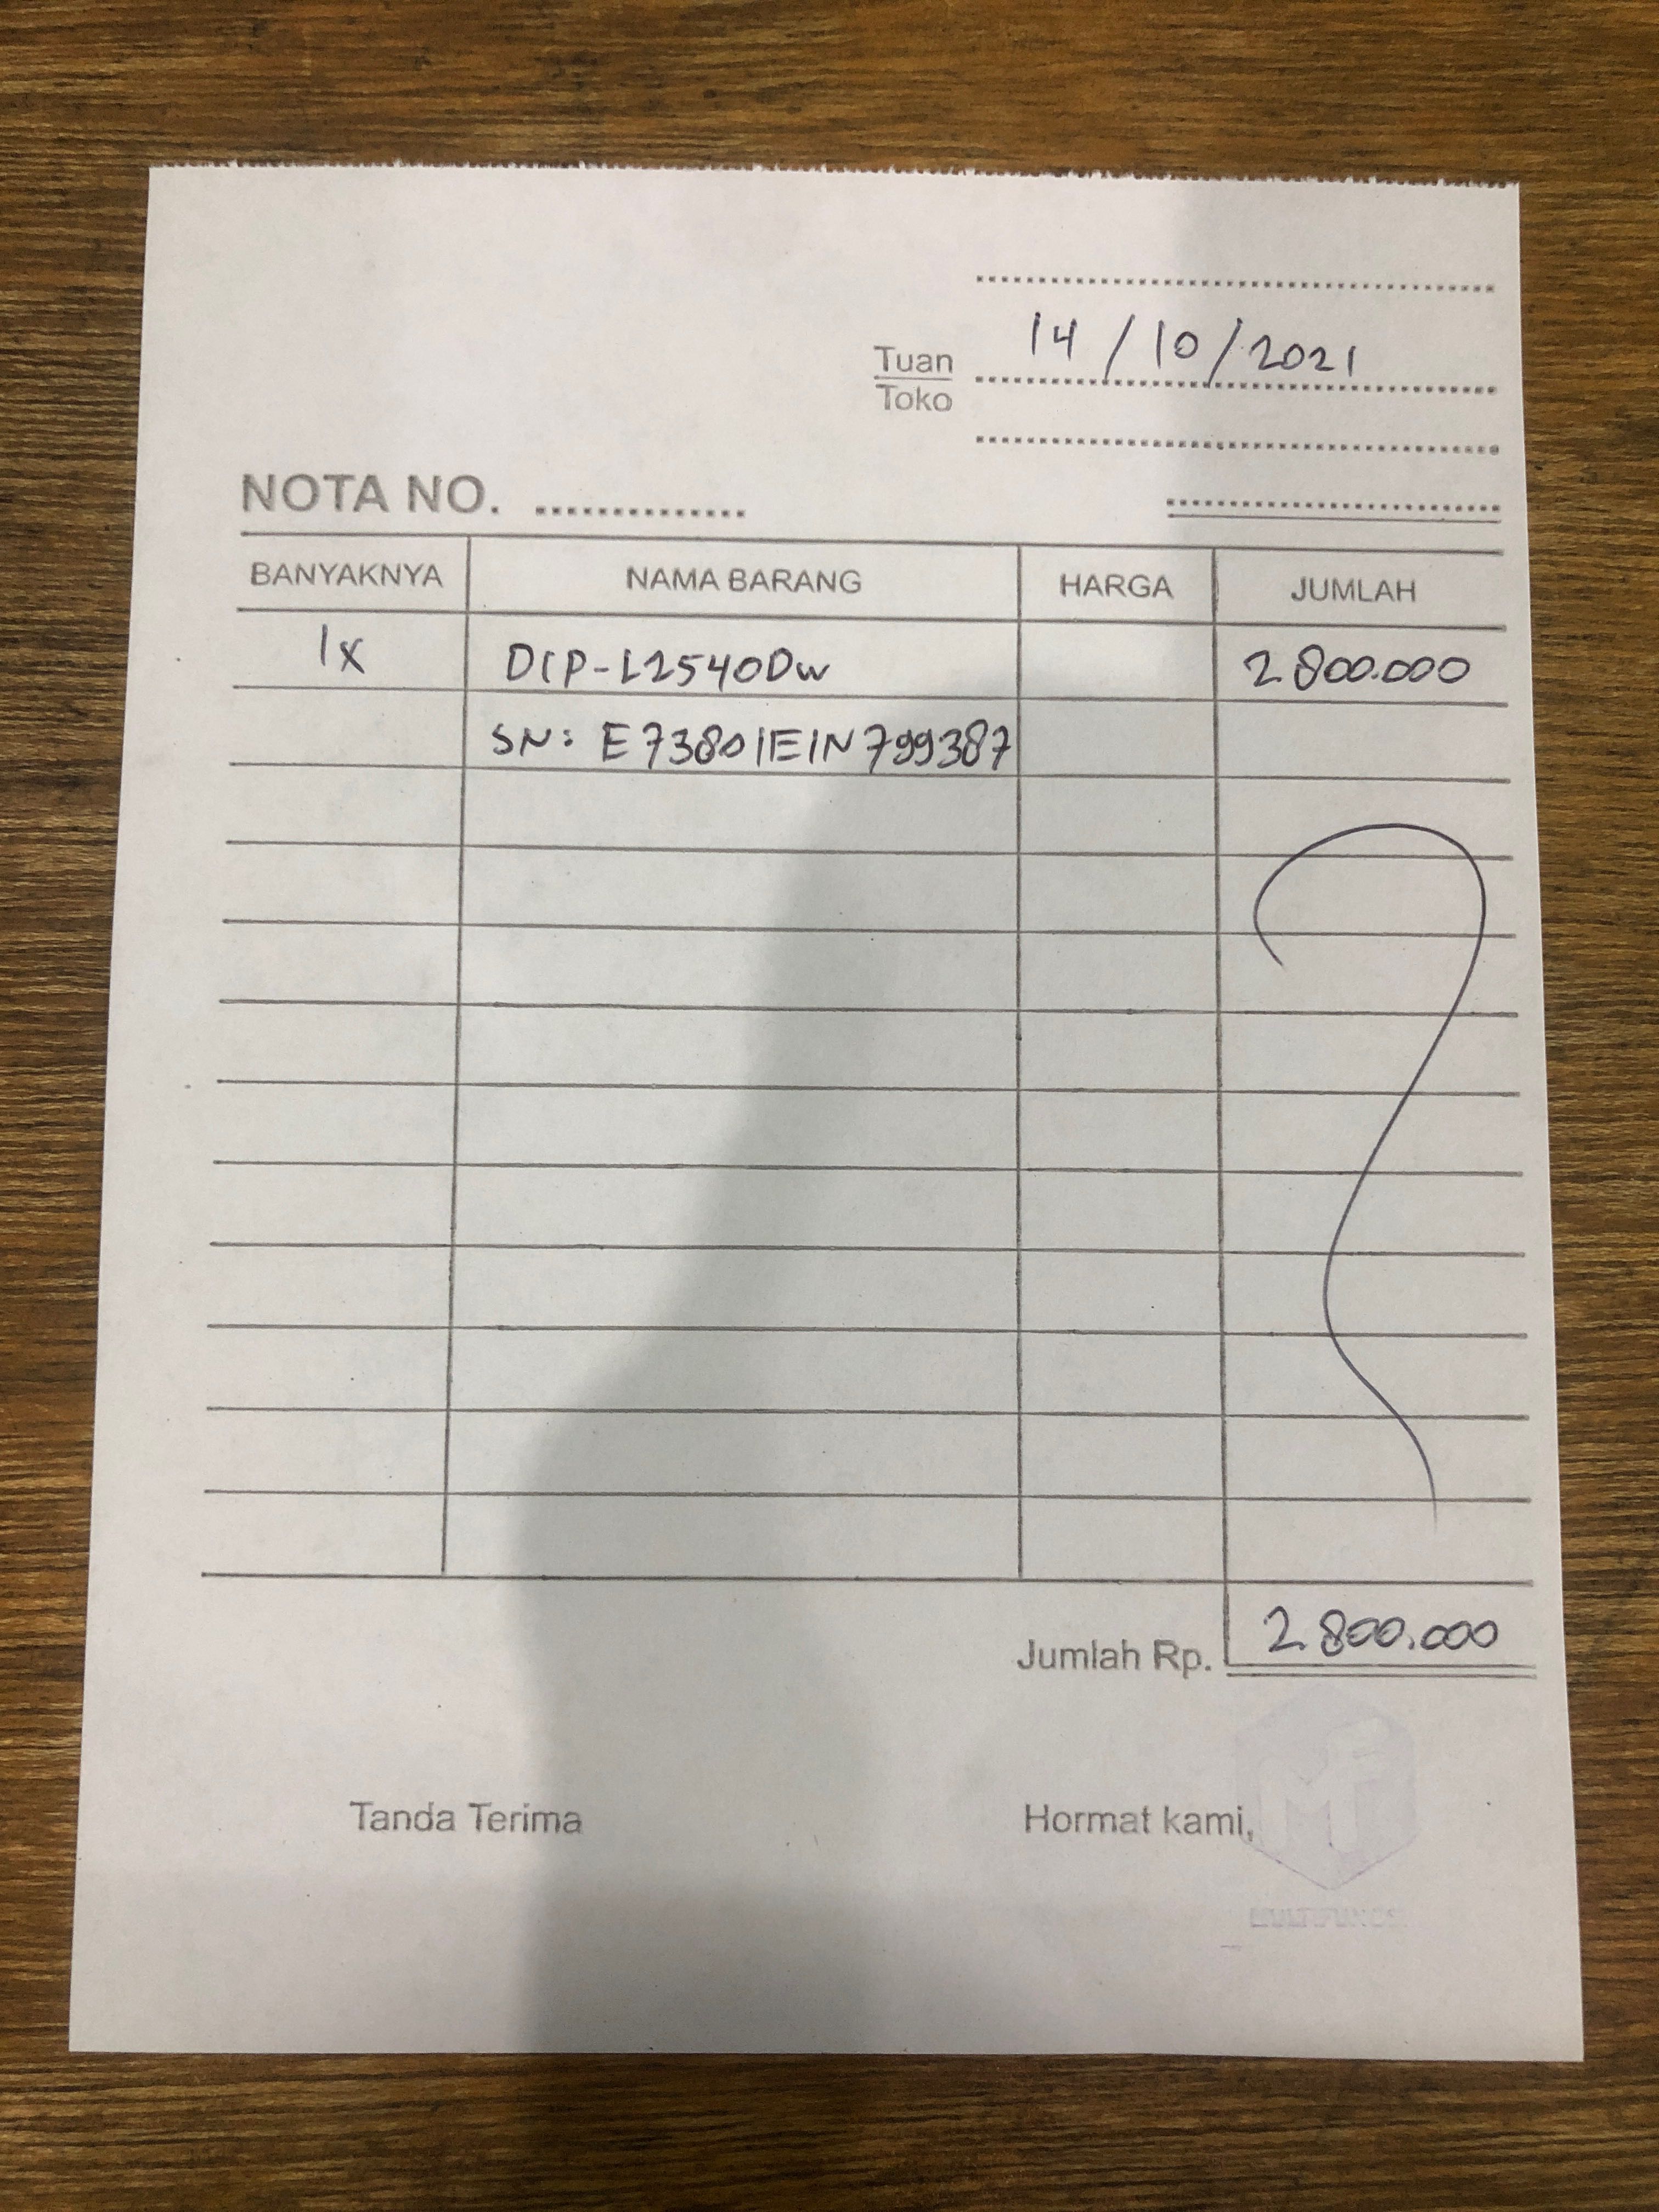 14/10/2021
Tuan
Toko
NOTA NO. ..............
BANYAKNYA NAMA BARANG HARGA JUMLAH
1x DCP-L2540DW 2.800.000
SN: E73801E1N799387
Jumlah Rp. 2.800.000
Tanda Terima Hormat kami,
MF